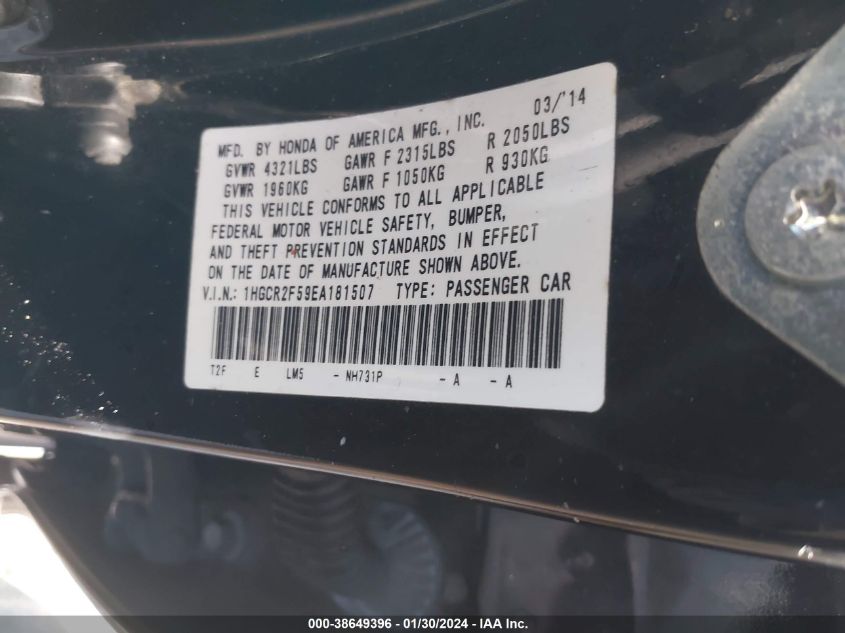 MFD. BY HONDA OF AMERICA MFG., INC. 03/'14
GVWR 4321LBS GAWR F 2315LBS R 2050LBS
GVWR 1960KG GAWR F 1050KG R 930KG
THIS VEHICLE CONFORMS TO ALL APPLICABLE
FEDERAL MOTOR VEHICLE SAFETY, BUMPER,
AND THEFT PREVENTION STANDARDS IN EFFECT
ON THE DATE OF MANUFACTURE SHOWN ABOVE.
V.I.N.: 1HGCR2F59EA181507 TYPE: PASSENGER CAR
T2F E LM5 - NH731P - A - A
000-38649396 - 01/30/2024 - IAA Inc.